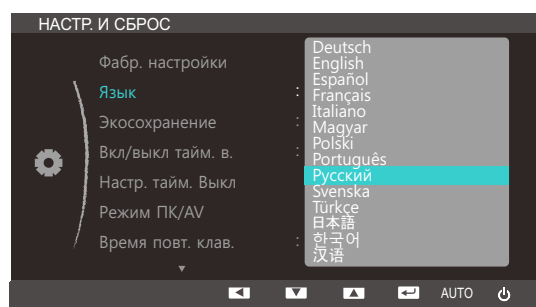 НАСТР. И СБРОС
Фабр. настройки
Язык :
Экосохранение :
Вкл/выкл тайм. в. :
Настр. тайм. Выкл
Режим ПК/AV
Время повт. клав. :
Deutsch
English
Español
Français
Italiano
Magyar
Polski
Português
Русский
Svenska
Türkçe
日本語
한국어
汉语
AUTO